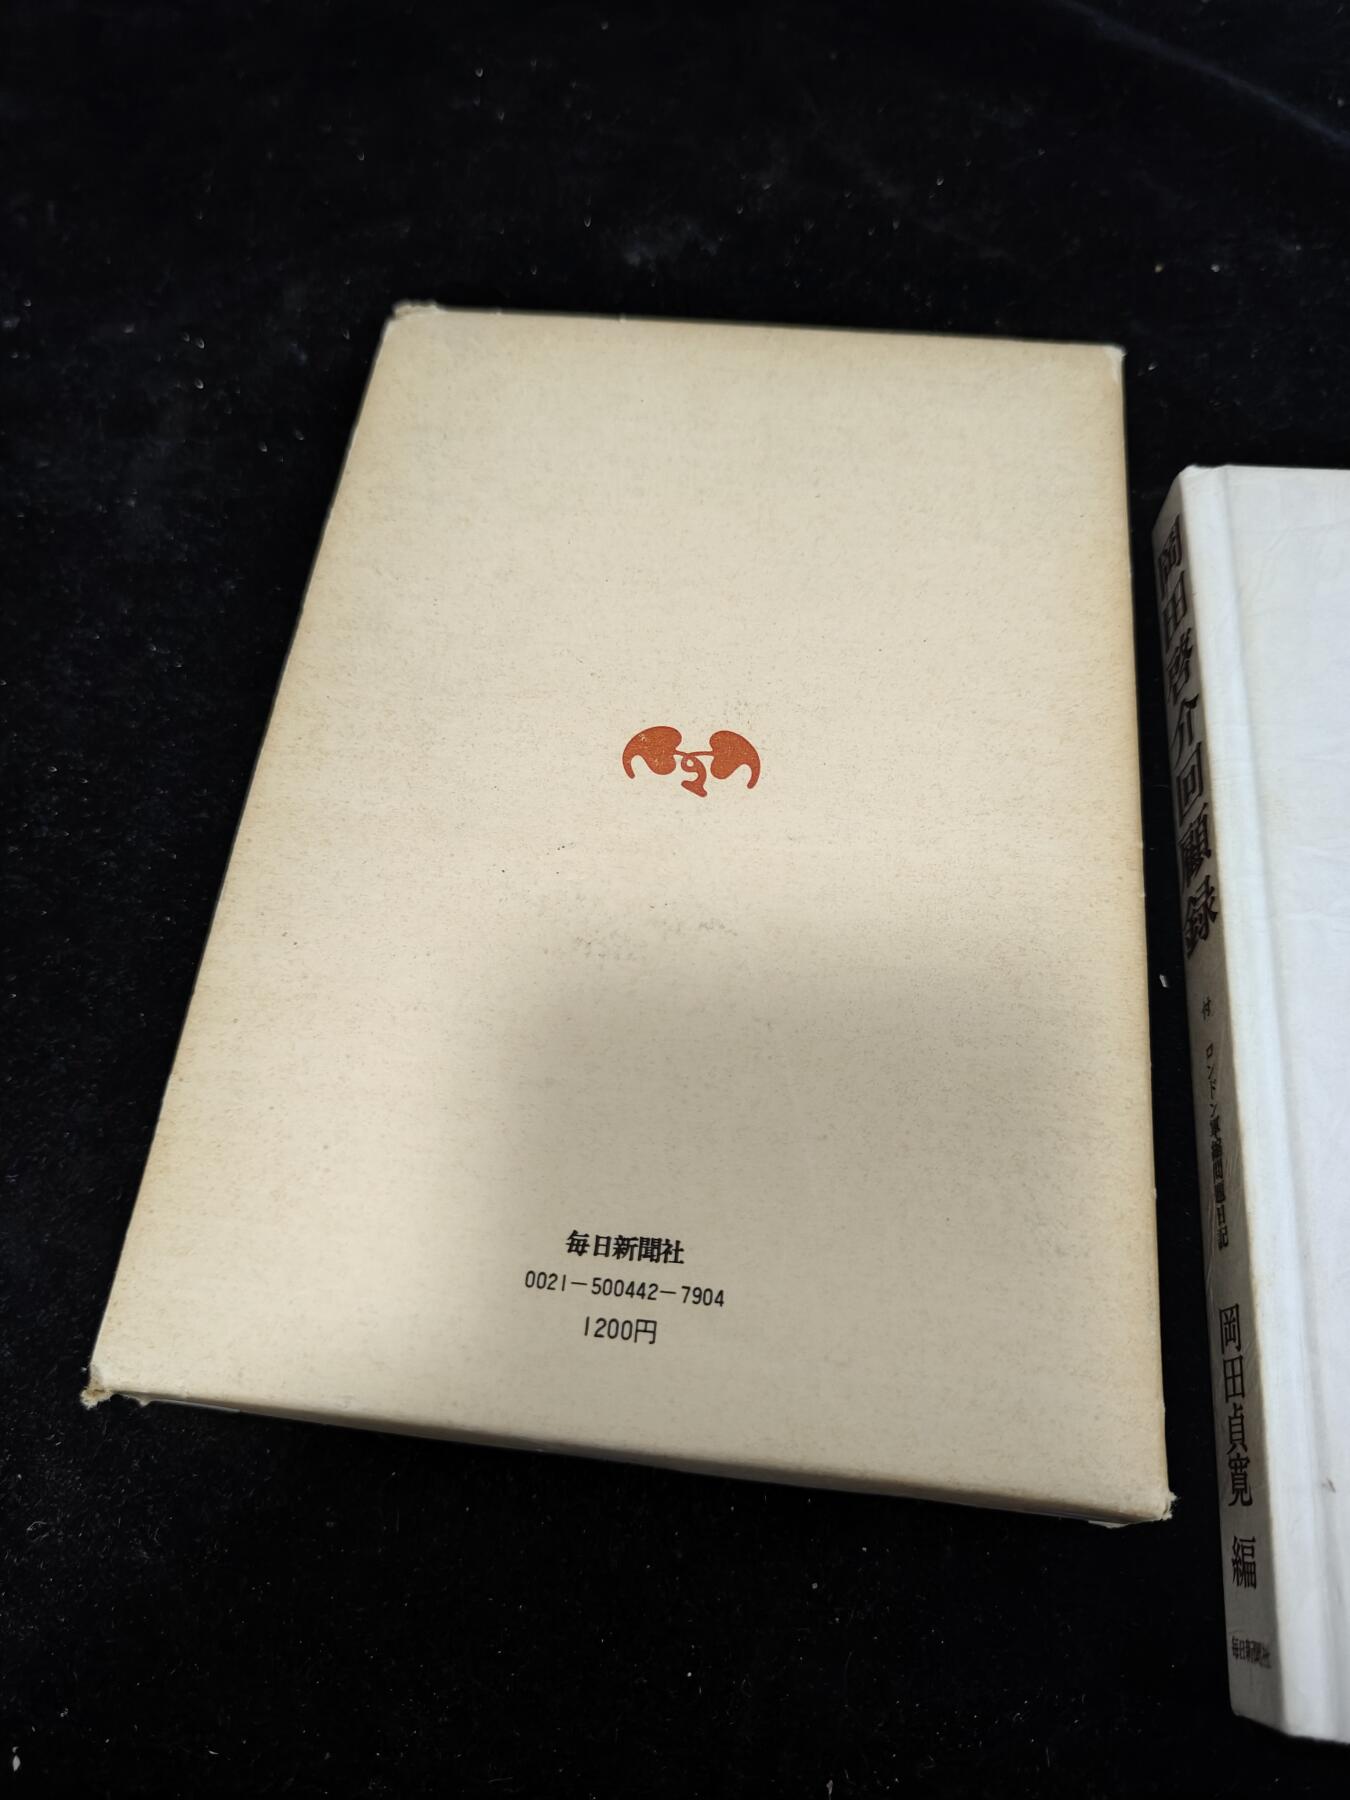 毎日新聞社
0021－500442－7904
1200円
岡田啓介回顧録
付 ロンドン軍縮問題日記
岡田貞寛 編
毎日新聞社